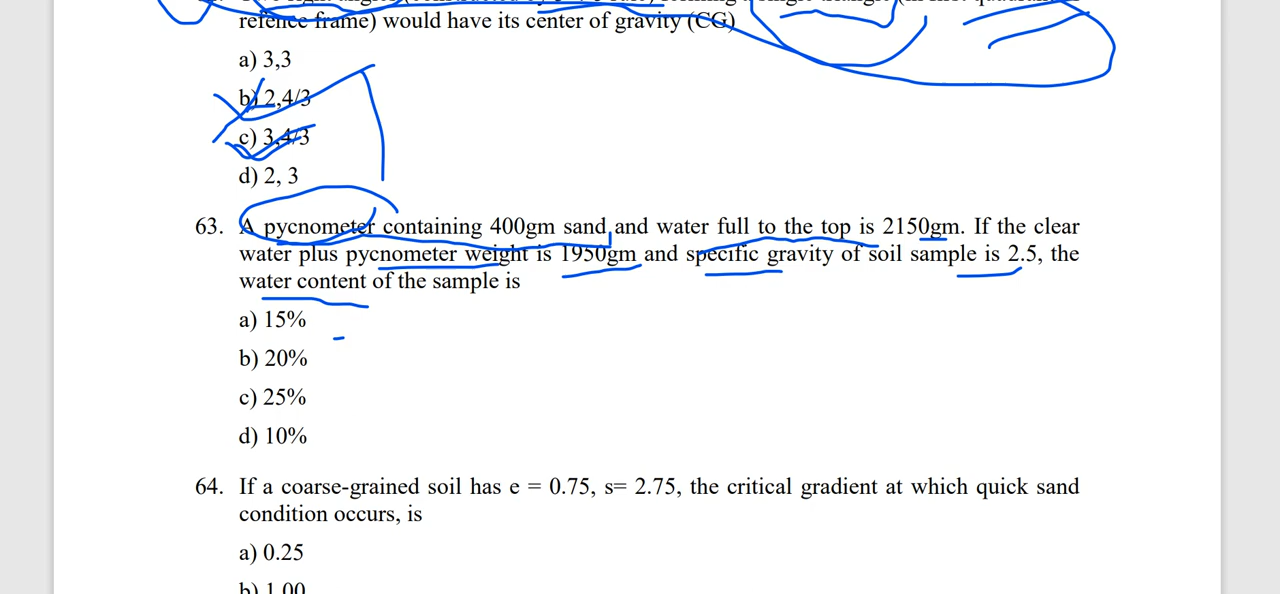 refence frame) would have its center of gravity (CG)
a) 3,3
b) 2,4/3
c) 3,4/3
d) 2, 3
63. A pycnometer containing 400gm sand and water full to the top is 2150gm. If the clear
water plus pycnometer weight is 1950gm and specific gravity of soil sample is 2.5, the
water content of the sample is
a) 15%
b) 20%
c) 25%
d) 10%
64. If a coarse-grained soil has e = 0.75, s= 2.75, the critical gradient at which quick sand
condition occurs, is
a) 0.25
b) 1.00